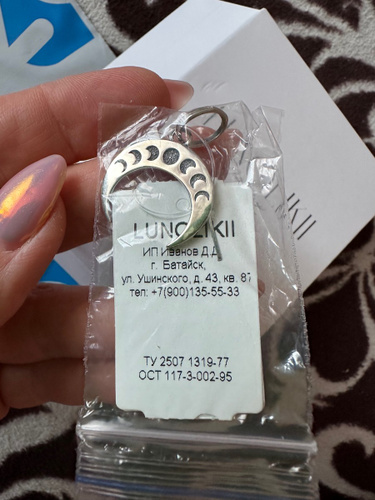 LUNOLIKII
ИП Иванов Д.Д
г. Батайск,
ул. Ушинского, д. 43, кв. 87
тел: +7(900)135-55-33
ТУ 2507 1319-77
ОСТ 117-3-002-95